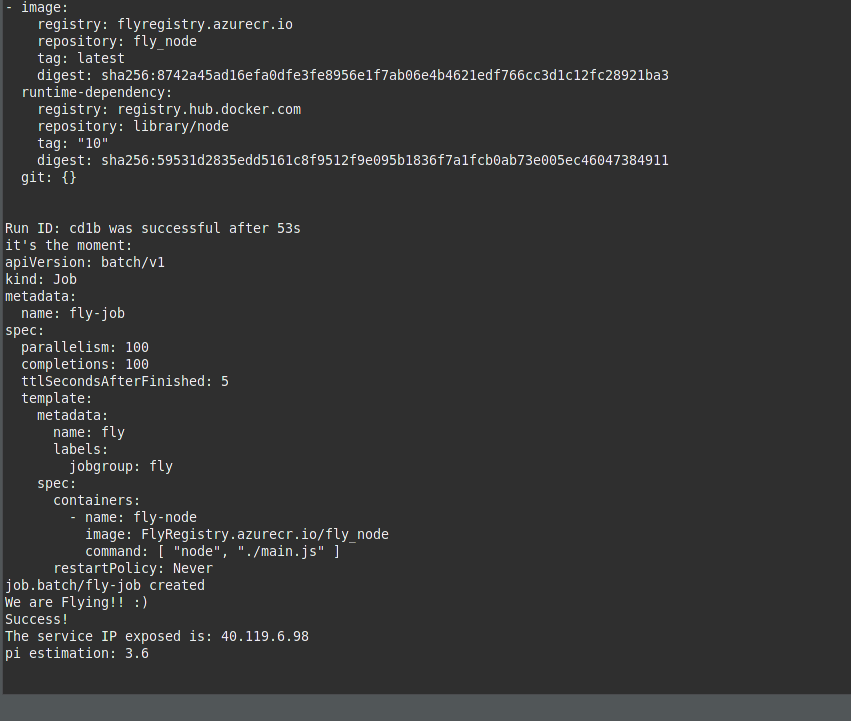 - image:
    registry: flyregistry.azurecr.io
    repository: fly_node
    tag: latest
    digest: sha256:8742a45ad16efa0dfe3fe8956e1f7ab06e4b4621edf766cc3d1c12fc28921ba3
  runtime-dependency:
    registry: registry.hub.docker.com
    repository: library/node
    tag: "10"
    digest: sha256:59531d2835edd5161c8f9512f9e095b1836f7a1fcb0ab73e005ec46047384911
  git: {}
Run ID: cd1b was successful after 53s
it's the moment:
apiVersion: batch/v1
kind: Job
metadata:
  name: fly-job
spec:
  parallelism: 100
  completions: 100
  ttlSecondsAfterFinished: 5
  template:
    metadata:
      name: fly
      labels:
        jobgroup: fly
    spec:
      containers:
        - name: fly-node
          image: FlyRegistry.azurecr.io/fly_node
          command: [ "node", "./main.js" ]
      restartPolicy: Never
job.batch/fly-job created
We are Flying!! :)
Success!
The service IP exposed is: 40.119.6.98
pi estimation: 3.6